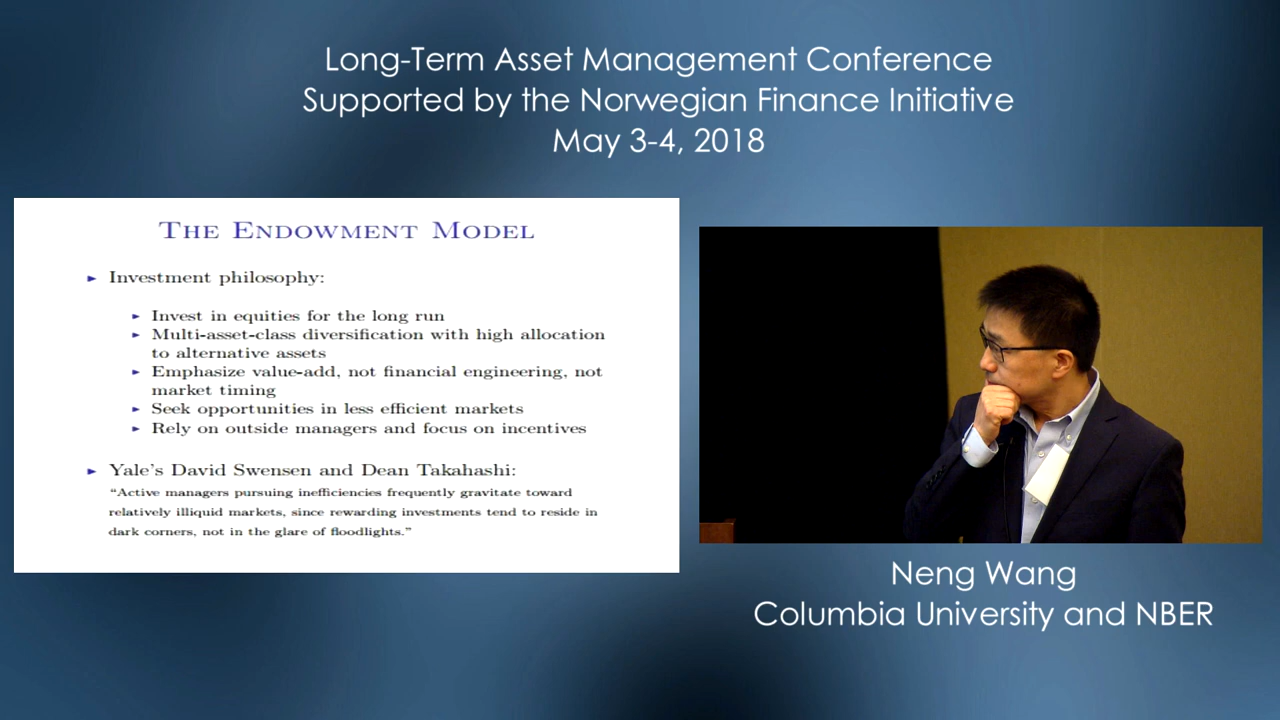 Long-Term Asset Management Conference
Supported by the Norwegian Finance Initiative
May 3-4, 2018
The Endowment Model
► Investment philosophy:
► Invest in equities for the long run
► Multi-asset-class diversification with high allocation
to alternative assets
► Emphasize value-add, not financial engineering, not
market timing
► Seek opportunities in less efficient markets
► Rely on outside managers and focus on incentives
► Yale's David Swensen and Dean Takahashi:
“Active managers pursuing inefficiencies frequently gravitate toward
relatively illiquid markets, since rewarding investments tend to reside in
dark corners, not in the glare of floodlights.”
Neng Wang
Columbia University and NBER